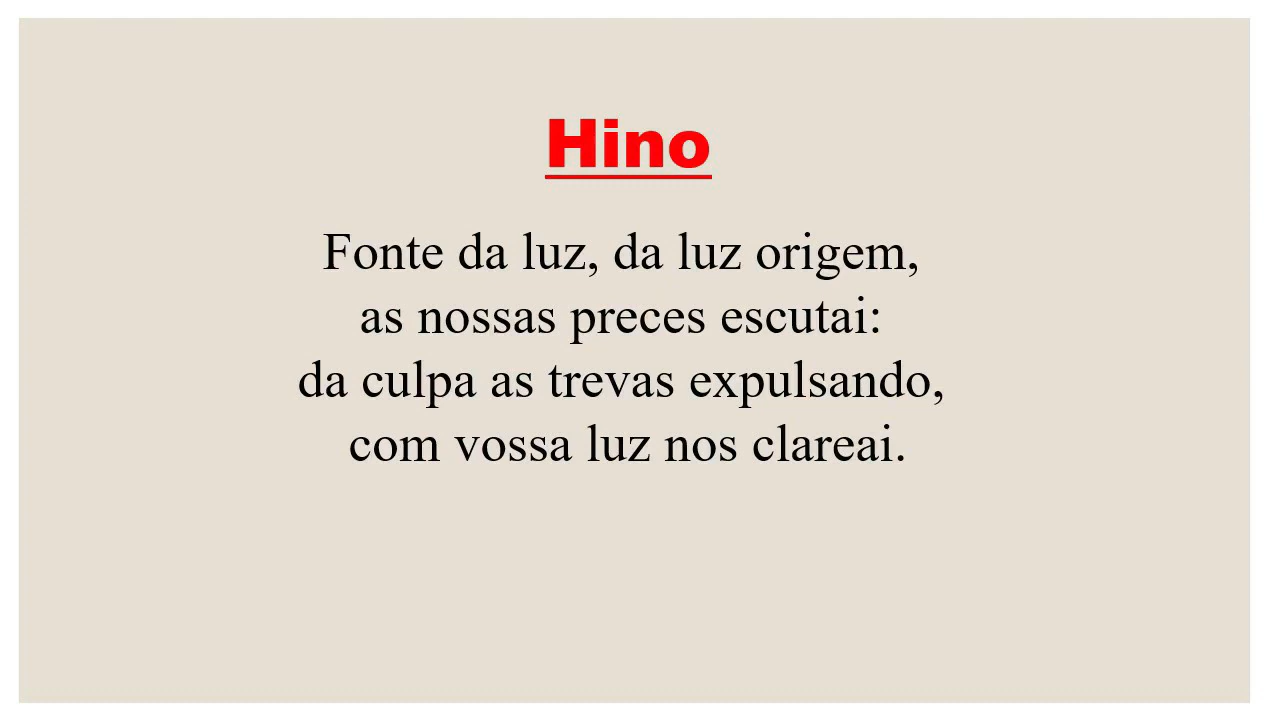 Hino
Fonte da luz, da luz origem,
as nossas preces escutai:
da culpa as trevas expulsando,
com vossa luz nos clareai.